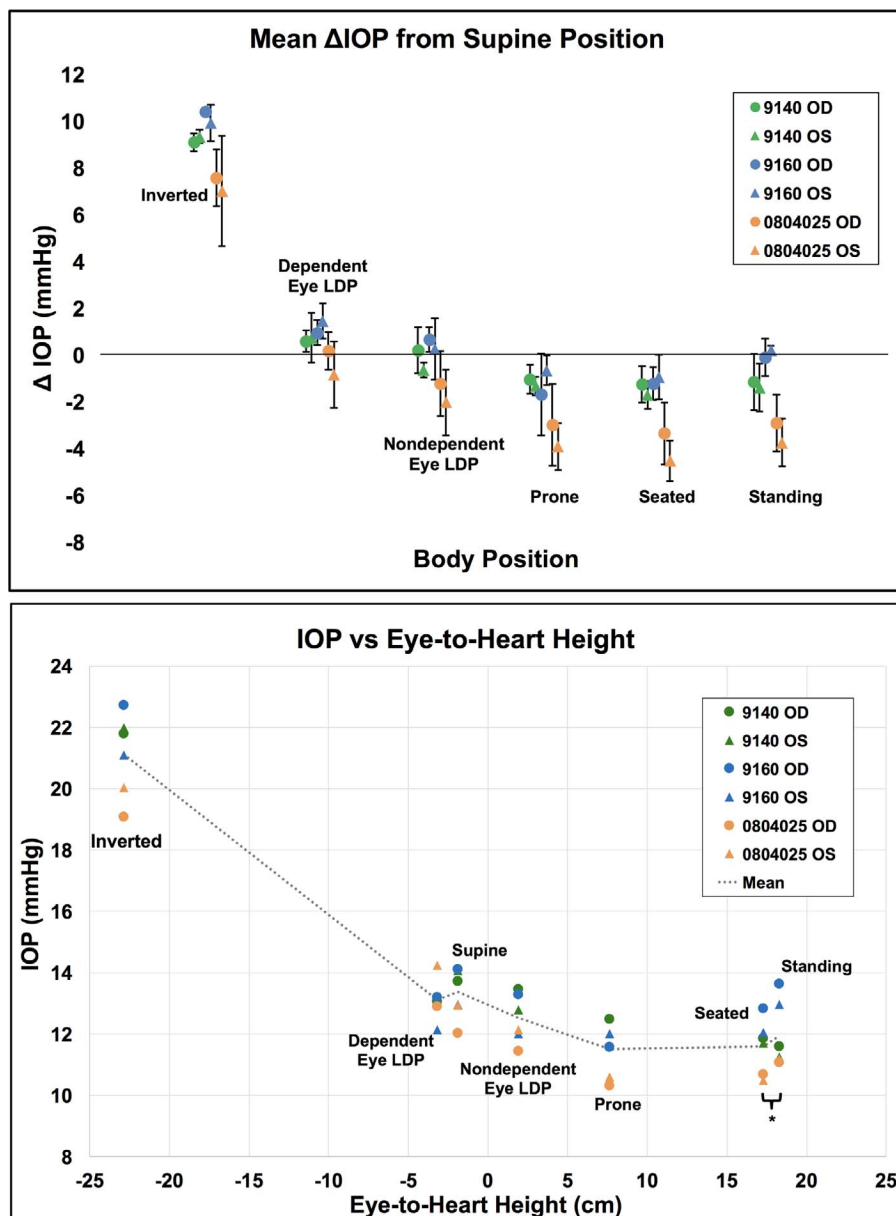 Mean ΔIOP from Supine Position
12
10
8
6
4
2
0
-2
-4
-6
-8
Δ IOP (mmHg)
9140 OD
9140 OS
9160 OD
9160 OS
0804025 OD
0804025 OS
Inverted
Dependent
Eye LDP
Nondependent
Eye LDP
Prone
Seated
Standing
Body Position
IOP vs Eye-to-Heart Height
24
22
20
18
16
14
12
10
8
IOP (mmHg)
9140 OD
9140 OS
9160 OD
9160 OS
0804025 OD
0804025 OS
Mean
Inverted
Supine
Standing
Seated
Dependent
Eye LDP
Nondependent
Eye LDP
Prone
*
-25 -20 -15 -10 -5 0 5 10 15 20 25
Eye-to-Heart Height (cm)